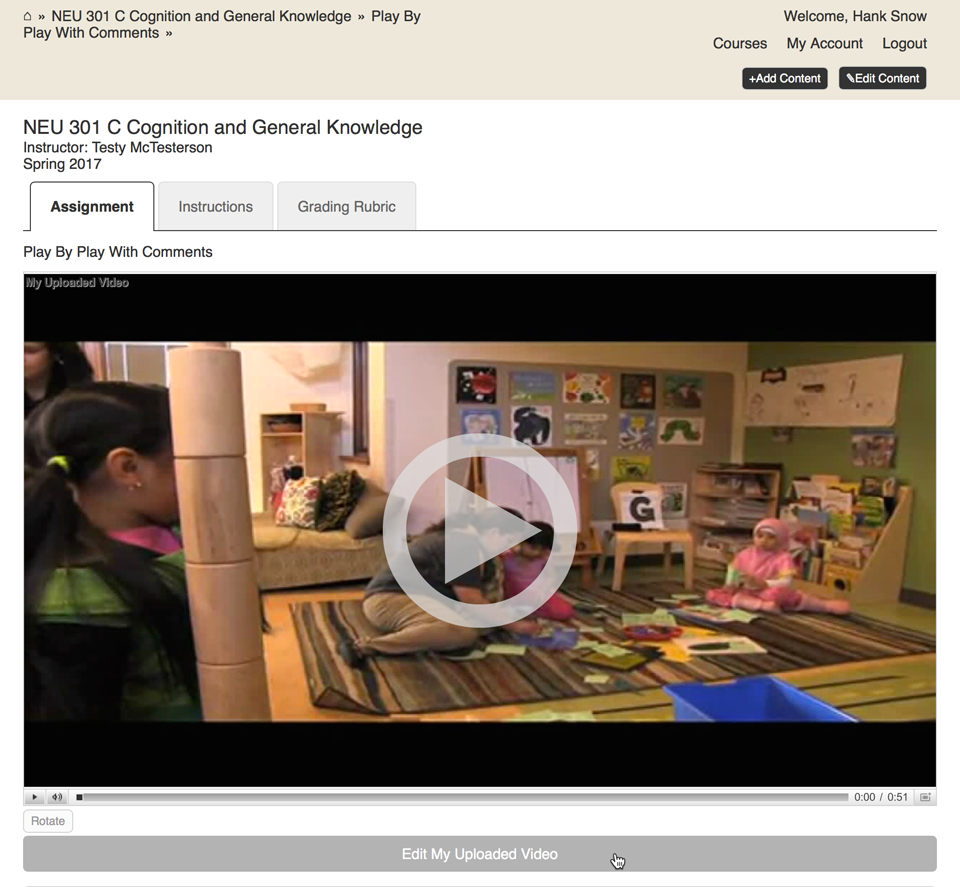 ⌂ » NEU 301 C Cognition and General Knowledge » Play By
Play With Comments »
Welcome, Hank Snow
Courses My Account Logout
+Add Content ✎Edit Content
NEU 301 C Cognition and General Knowledge
Instructor: Testy McTesterson
Spring 2017
Assignment Instructions Grading Rubric
Play By Play With Comments
My Uploaded Video
G
0:00 / 0:51
Rotate
Edit My Uploaded Video